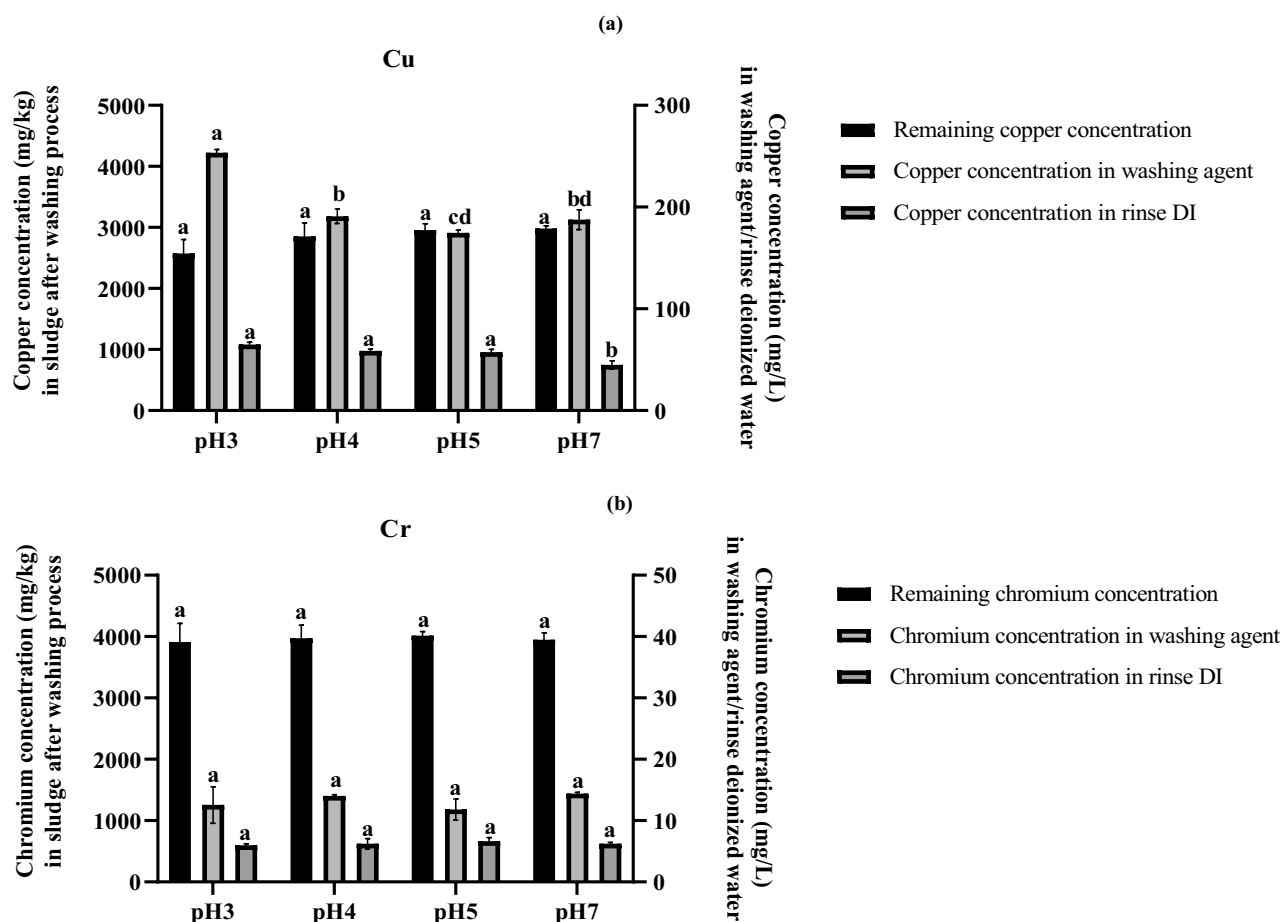 (a)
Cu
Copper concentration (mg/kg)
in sludge after washing process
5000
4000
3000
2000
1000
0
a
a
a
a
b
a
a
cd
a
a
bd
b
pH3
pH4
pH5
pH7
300
200
100
0
Copper concentration (mg/L)
in washing agent/rinse deionized water
Remaining copper concentration
Copper concentration in washing agent
Copper concentration in rinse DI
(b)
Cr
Chromium concentration (mg/kg)
in sludge after washing process
5000
4000
3000
2000
1000
0
a
a
a
a
a
a
a
a
a
a
a
a
pH3
pH4
pH5
pH7
50
40
30
20
10
0
Chromium concentration (mg/L)
in washing agent/rinse deionized water
Remaining chromium concentration
Chromium concentration in washing agent
Chromium concentration in rinse DI